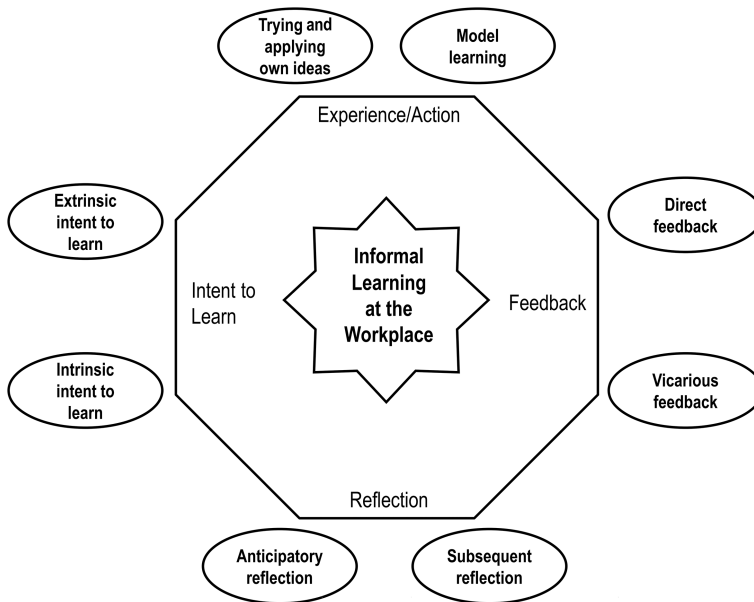 Trying and
applying
own ideas
Model
learning
Experience/Action
Extrinsic
intent to
learn
Direct
feedback
Informal
Learning
at the
Workplace
Intent to
Learn
Feedback
Intrinsic
intent to
learn
Vicarious
feedback
Reflection
Anticipatory
reflection
Subsequent
reflection